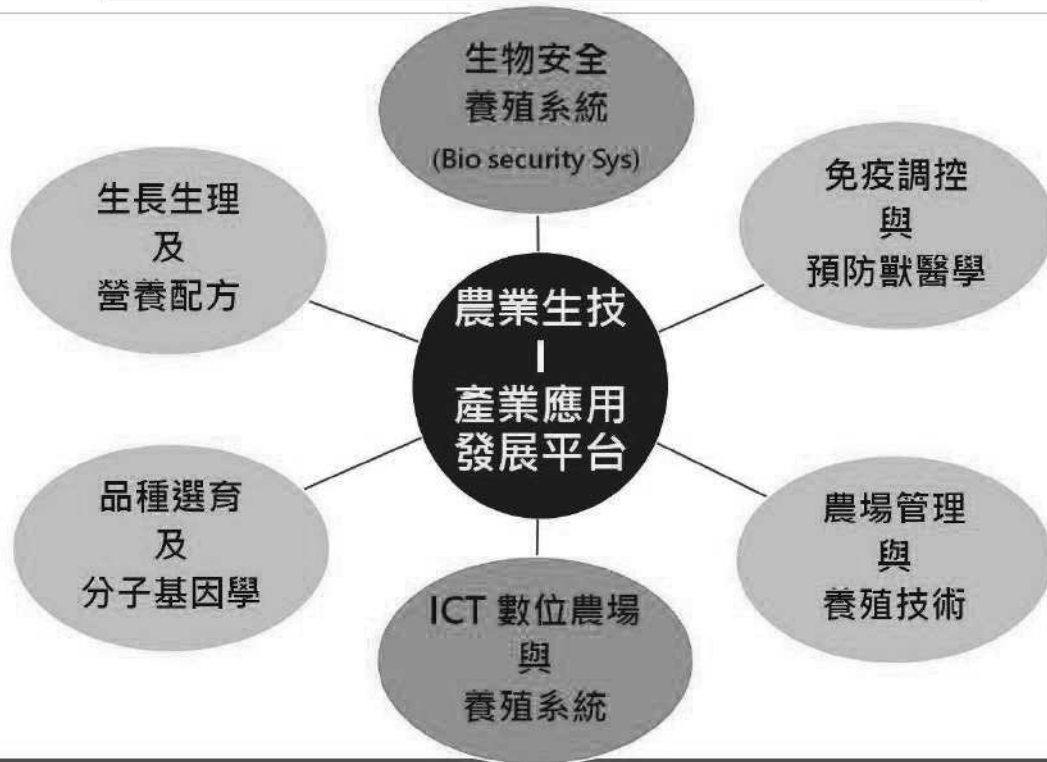 生物安全
養殖系統
(Bio security Sys)
免疫調控
與
預防獸醫學
農場管理
與
養殖技術
ICT 數位農場
與
養殖系統
品種選育
及
分子基因學
生長生理
及
營養配方
農業生技
–
產業應用
發展平台